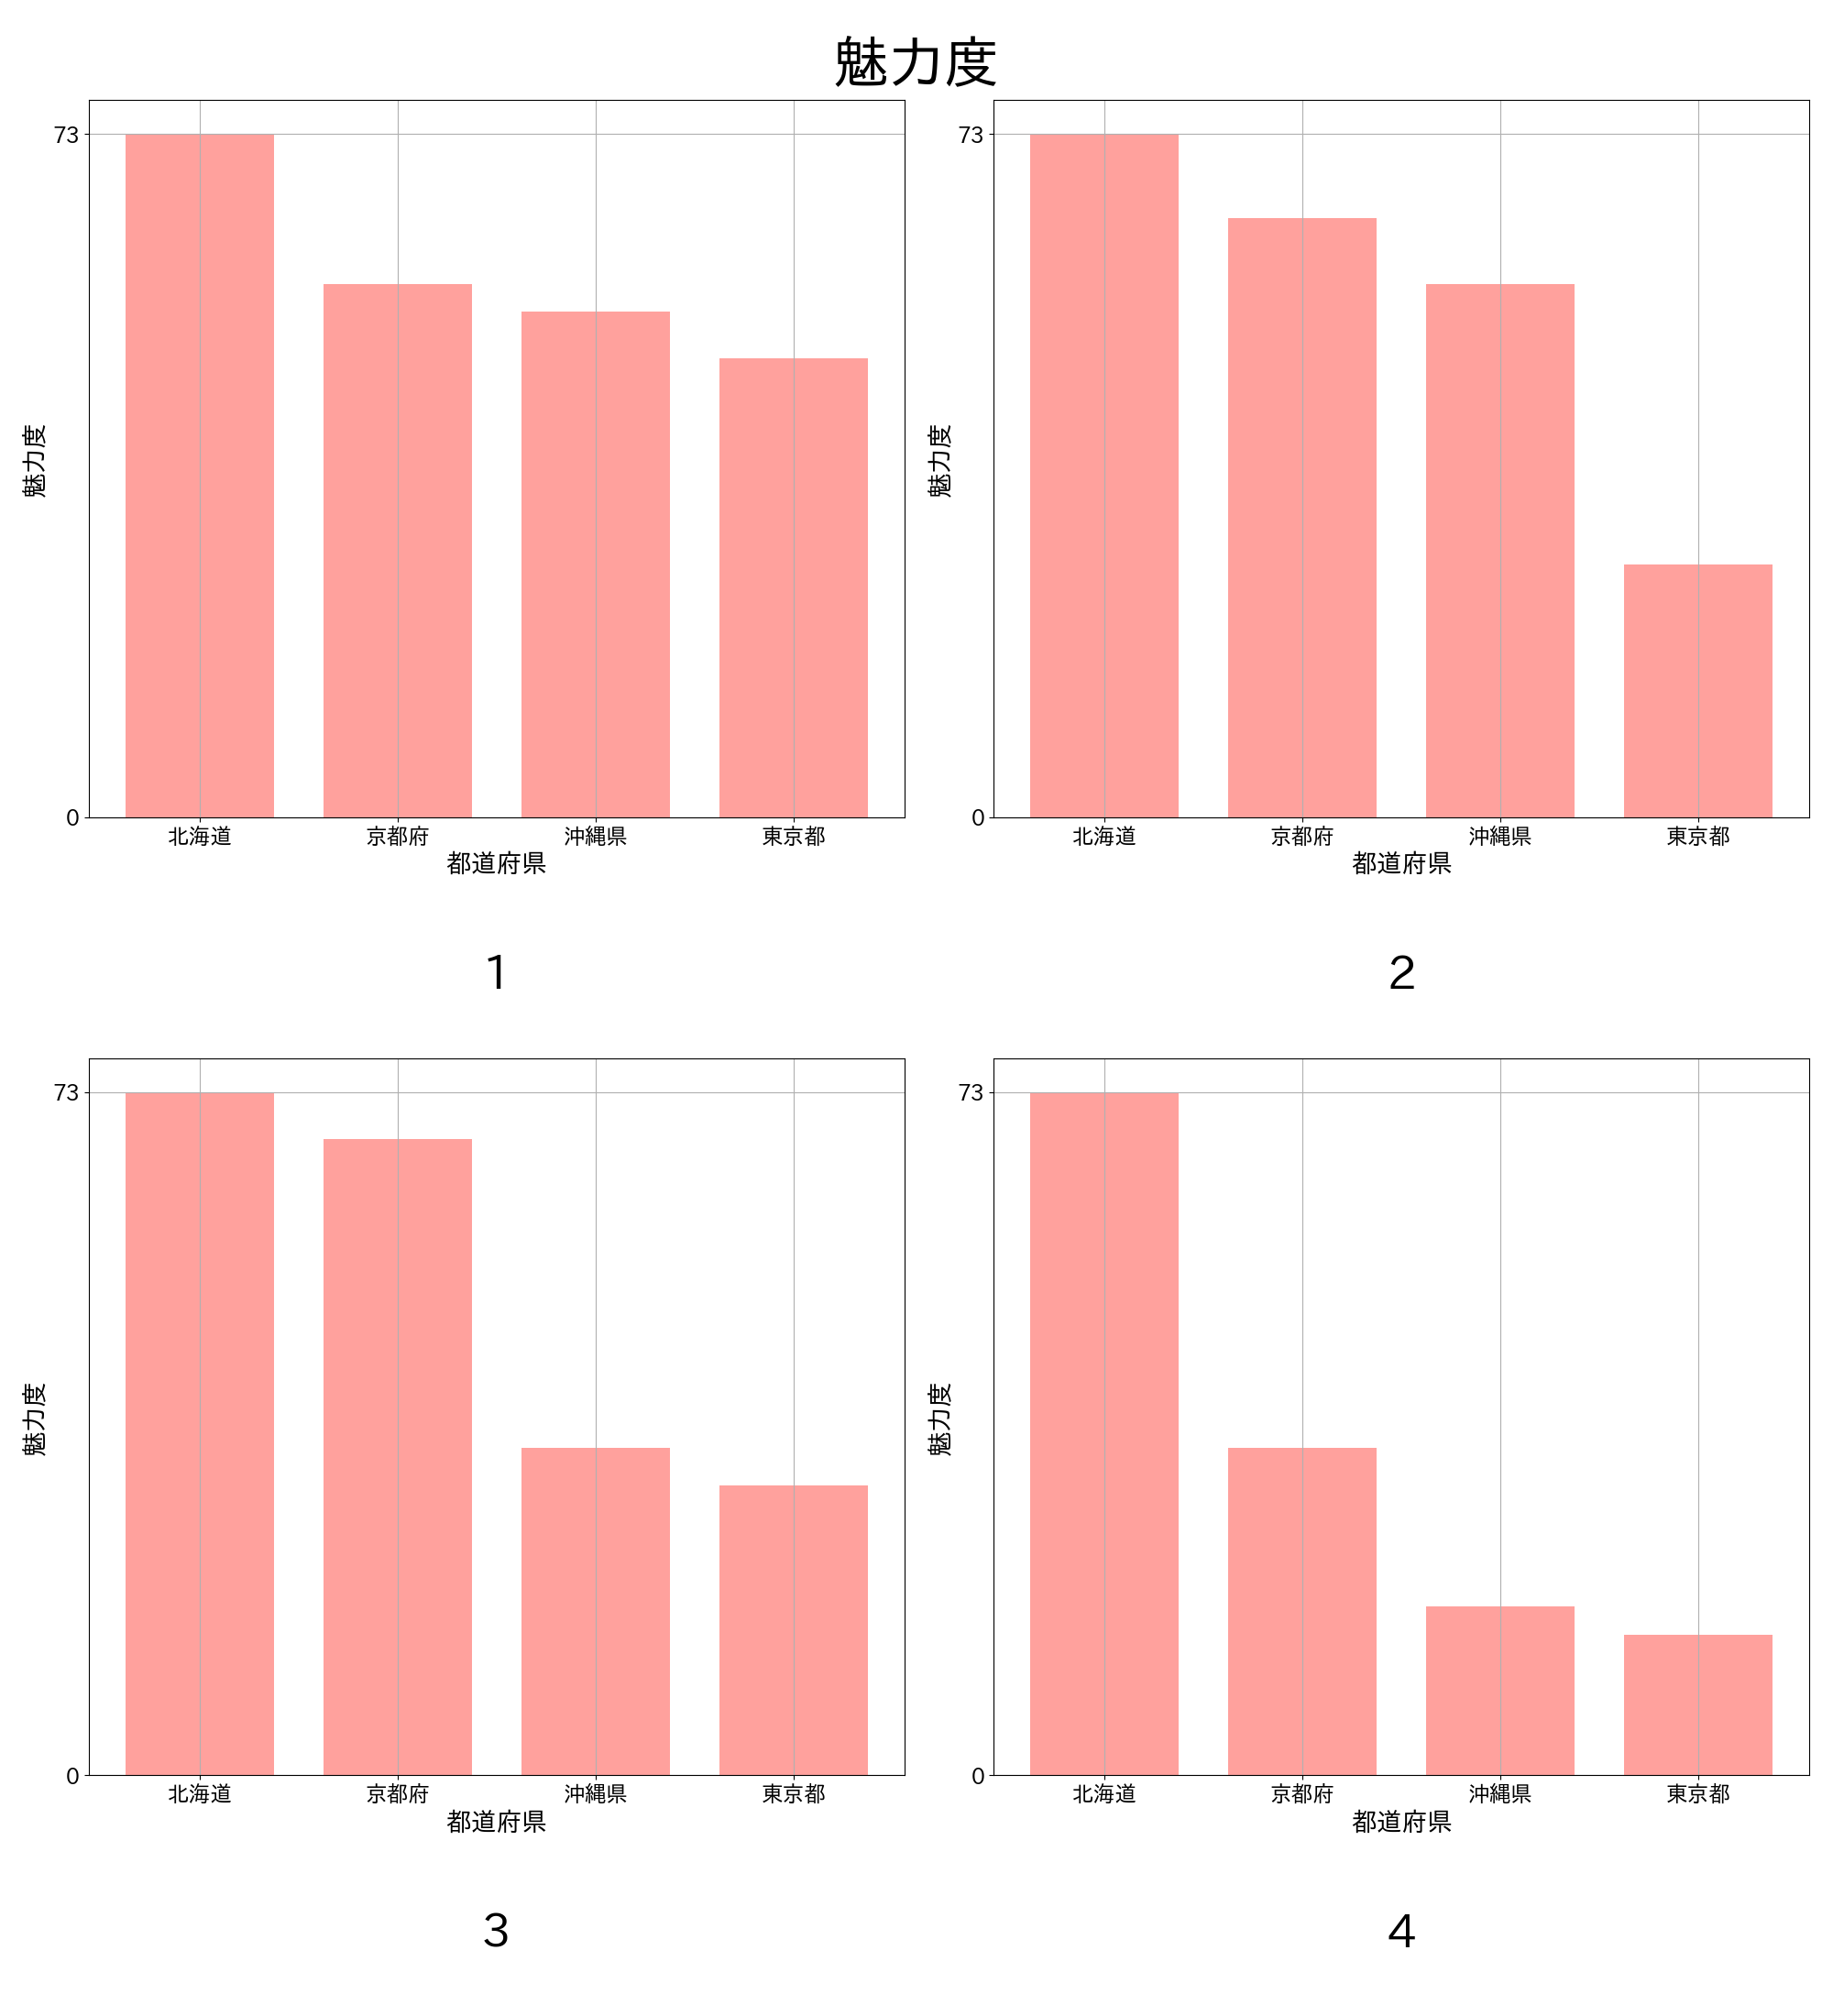 魅力度
73
魅力度
0
北海道 京都府 沖縄県 東京都
都道府県
1
73
魅力度
0
北海道 京都府 沖縄県 東京都
都道府県
2
73
魅力度
0
北海道 京都府 沖縄県 東京都
都道府県
3
73
魅力度
0
北海道 京都府 沖縄県 東京都
都道府県
4